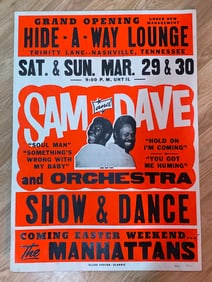 GRAND OPENING UNDER NEW MANAGEMENT
HIDE-A-WAY LOUNGE
TRINITY LANE--NASHVILLE, TENNESSEE
SAT. & SUN. MAR. 29 & 30
9:00 P.M. UNTIL
SAM and DAVE
"SOUL MAN"
"SOMETHING'S
WRONG WITH
MY BABY"
"HOLD ON
I'M COMING"
"YOU GOT
ME HUMING"
and ORCHESTRA
SHOW & DANCE
COMING EASTER WEEKEND...
The MANHATTANS